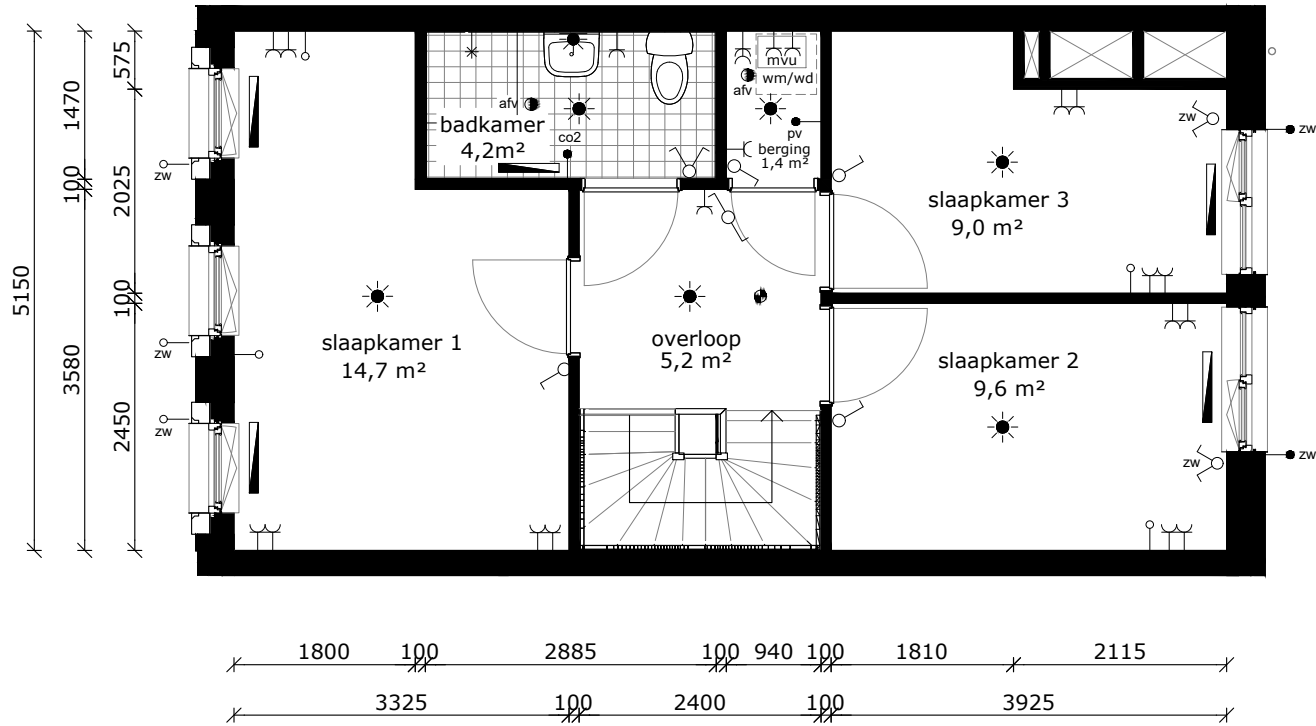 575
1470
100
2025
5150
100
3580
2450
zw
zw
zw
afv
badkamer
4,2m²
co2
mvu
wm/wd
afv
pv
berging
1,4 m²
zw
zw
slaapkamer 3
9,0 m²
slaapkamer 1
14,7 m²
overloop
5,2 m²
slaapkamer 2
9,6 m²
zw
zw
1800 100 2885 100 940 100 1810 2115
3325 100 2400 100 3925